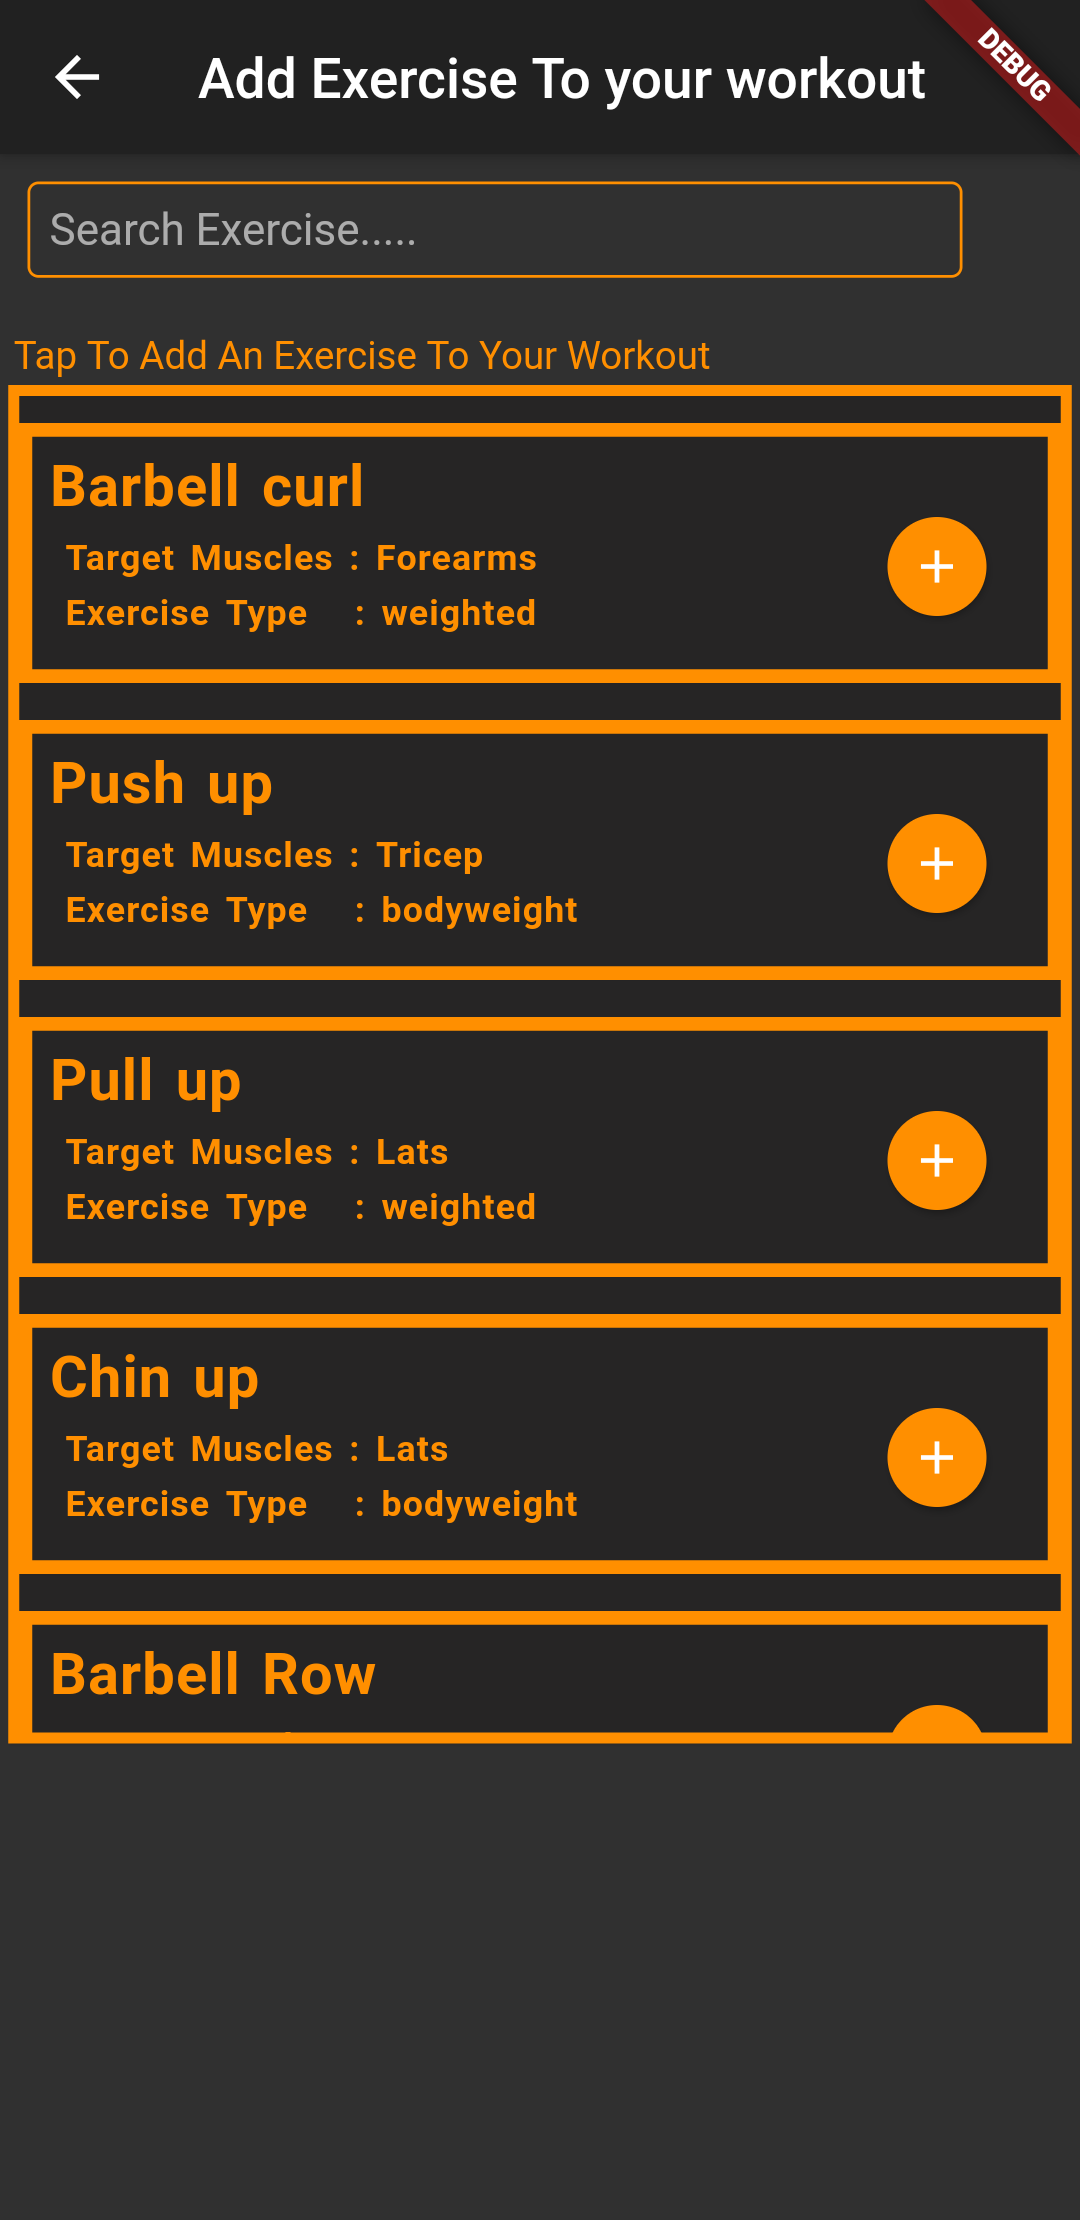 Add Exercise To your workout
DEBUG
Search Exercise.....
Tap To Add An Exercise To Your Workout
Barbell curl
Target Muscles : Forearms
Exercise Type : weighted
Push up
Target Muscles : Tricep
Exercise Type : bodyweight
Pull up
Target Muscles : Lats
Exercise Type : weighted
Chin up
Target Muscles : Lats
Exercise Type : bodyweight
Barbell Row